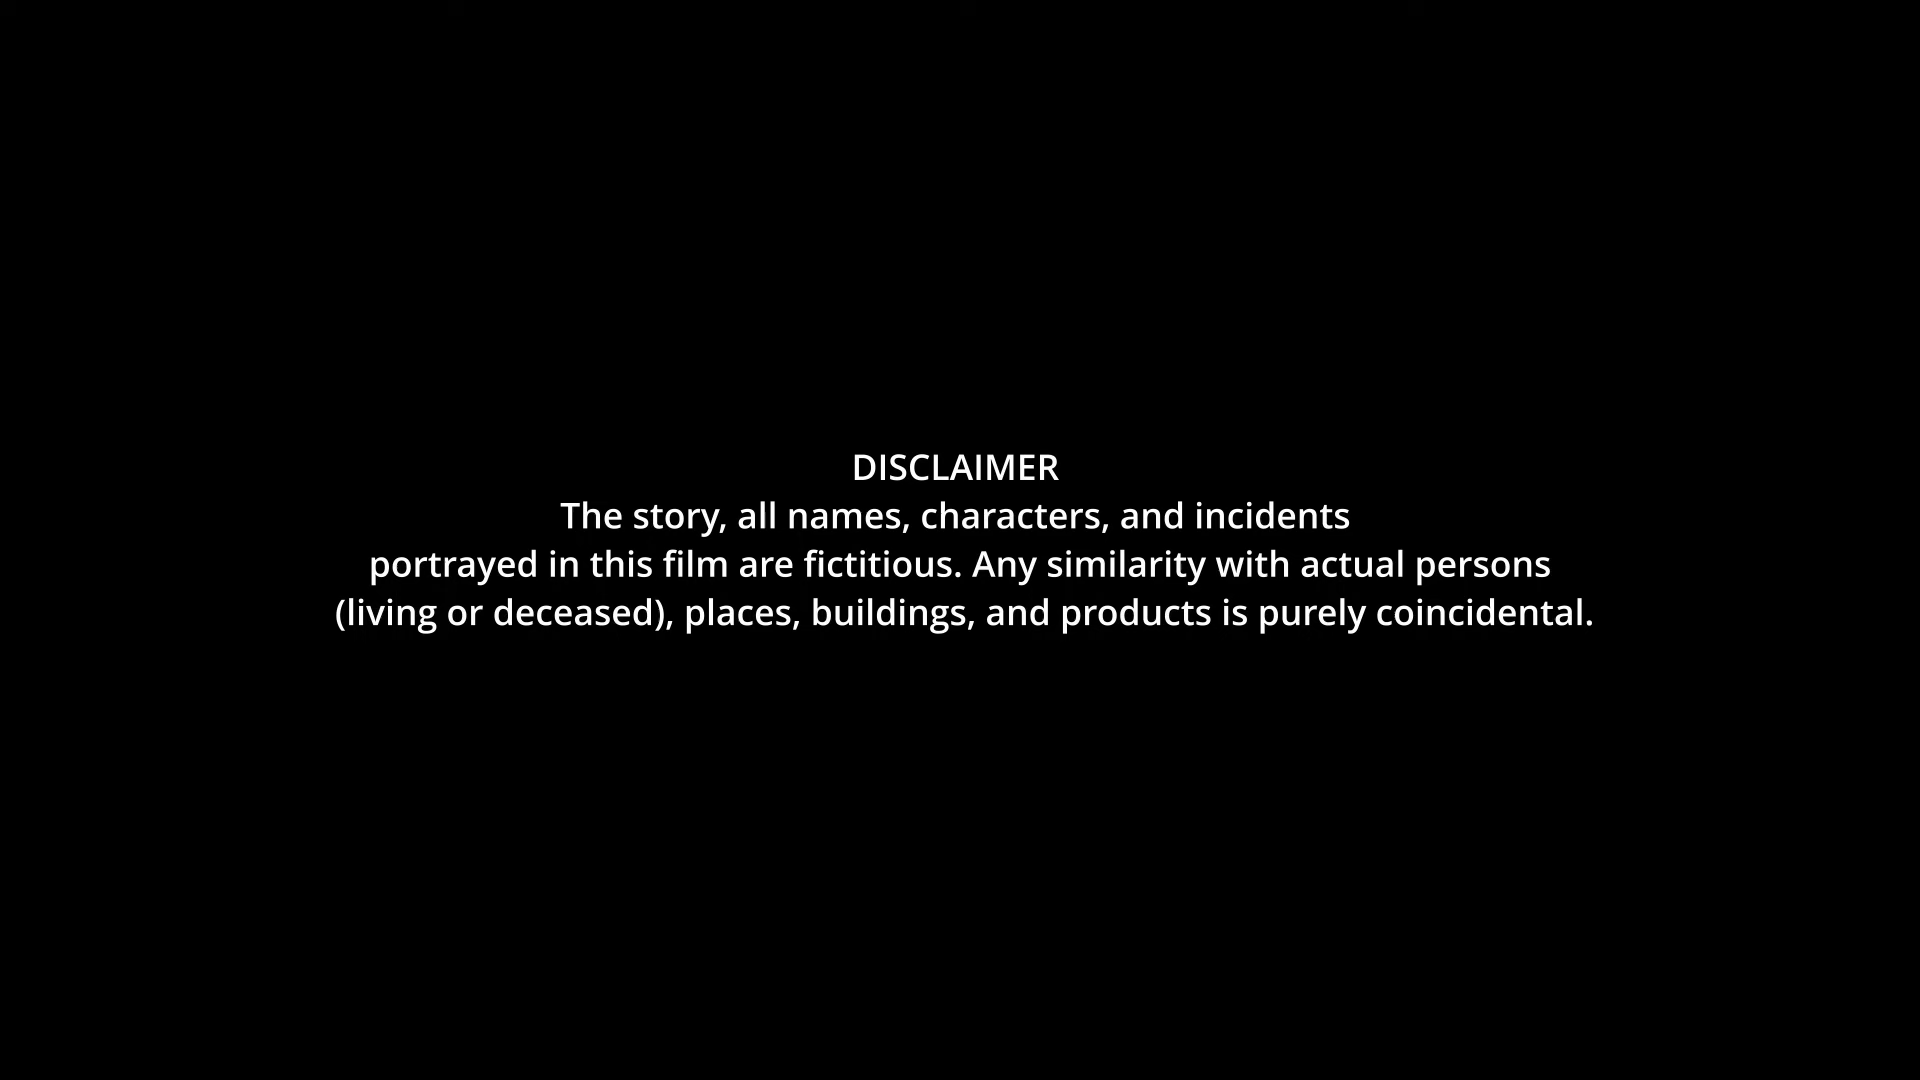 DISCLAIMER
The story, all names, characters, and incidents
portrayed in this film are fictitious. Any similarity with actual persons
(living or deceased), places, buildings, and products is purely coincidental.